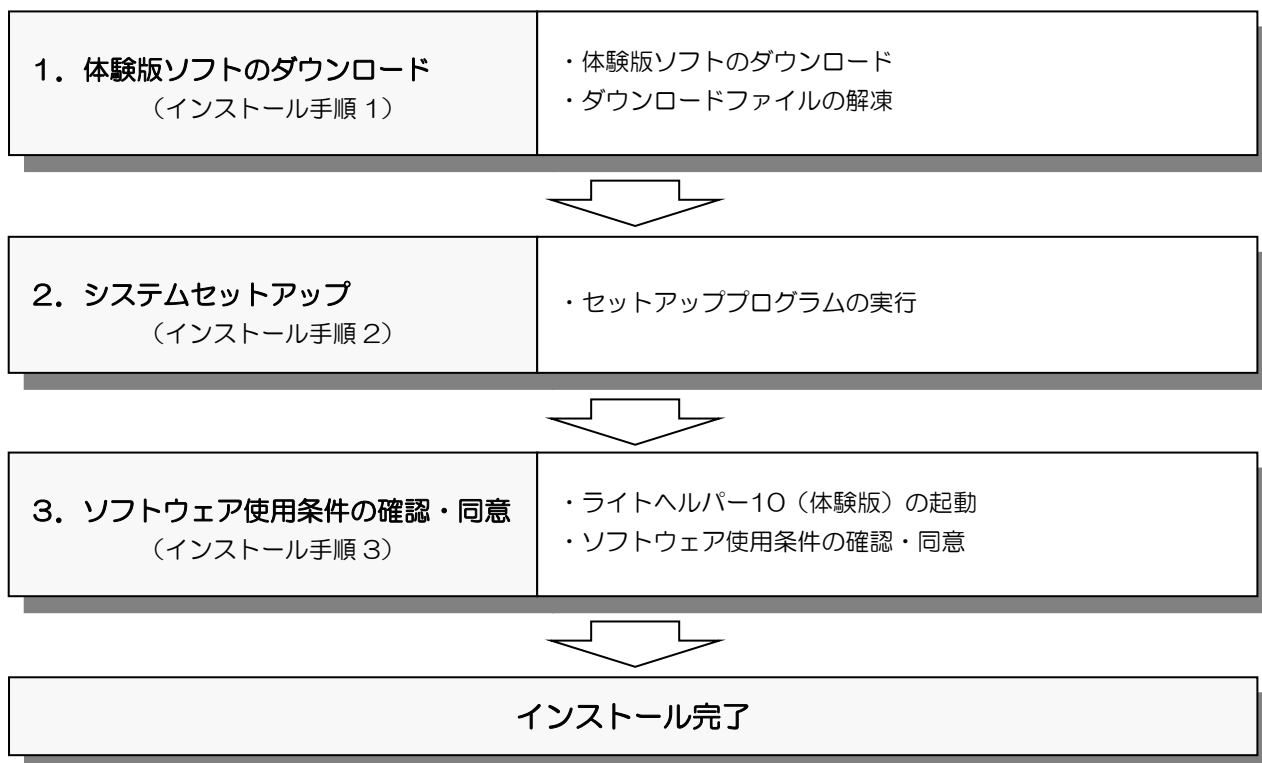 １．体験版ソフトのダウンロード
（インストール手順 1）
・体験版ソフトのダウンロード
・ダウンロードファイルの解凍
２．システムセットアップ
（インストール手順 2）
・セットアッププログラムの実行
３．ソフトウェア使用条件の確認・同意
（インストール手順 3）
・ライトヘルパー10（体験版）の起動
・ソフトウェア使用条件の確認・同意
インストール完了